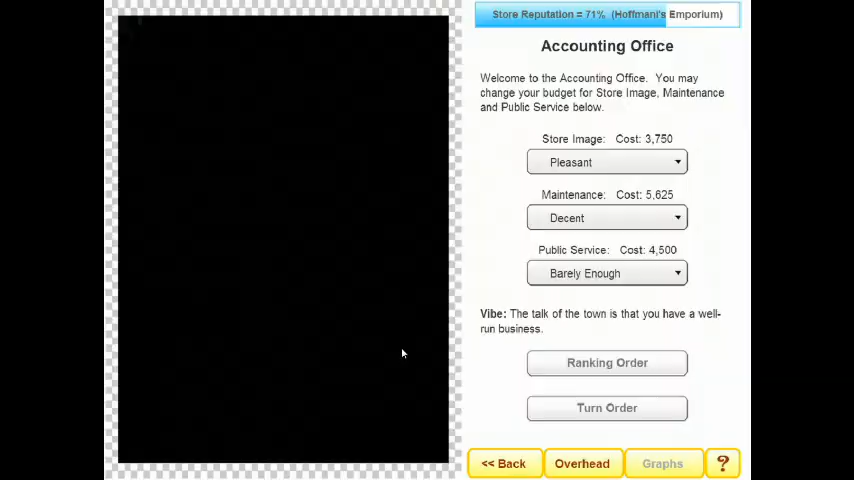 Store Reputation = 71% (Hoffmani's Emporium)
Accounting Office
Welcome to the Accounting Office. You may
change your budget for Store Image, Maintenance
and Public Service below.
Store Image: Cost: 3,750
Pleasant
Maintenance: Cost: 5,625
Decent
Public Service: Cost: 4,500
Barely Enough
Vibe: The talk of the town is that you have a well-
run business.
Ranking Order
Turn Order
<< Back Overhead Graphs ?